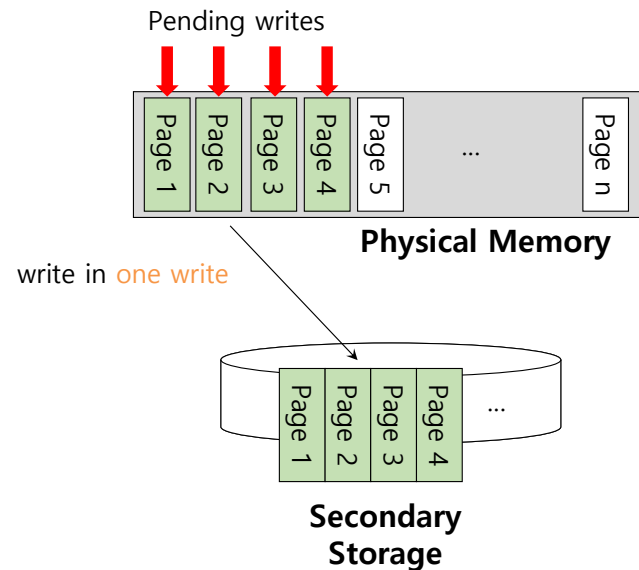 Pending writes
Page 1
Page 2
Page 3
Page 4
Page 5
...
Page n
Physical Memory
write in one write
Page 1
Page 2
Page 3
Page 4
...
Secondary
Storage